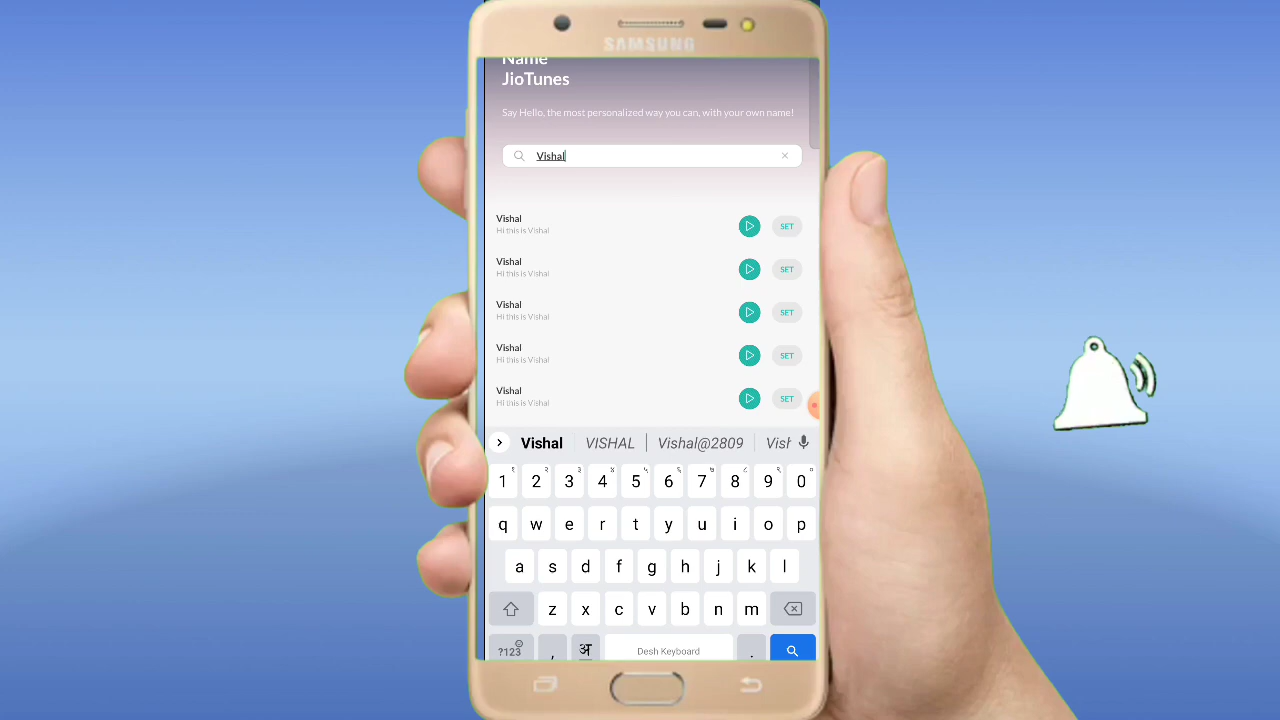 SAMSUNG
Name
JioTunes
Say Hello, the most personalized way you can, with your own name!
Vishal
Vishal
Hi this is Vishal
SET
Vishal
Hi this is Vishal
SET
Vishal
Hi this is Vishal
SET
Vishal
Hi this is Vishal
SET
Vishal
Hi this is Vishal
SET
Vishal VISHAL Vishal@2809 Vish
1 2 3 4 5 6 7 8 9 0
q w e r t y u i o p
a s d f g h j k l
z x c v b n m
?123 , अ Desh Keyboard .